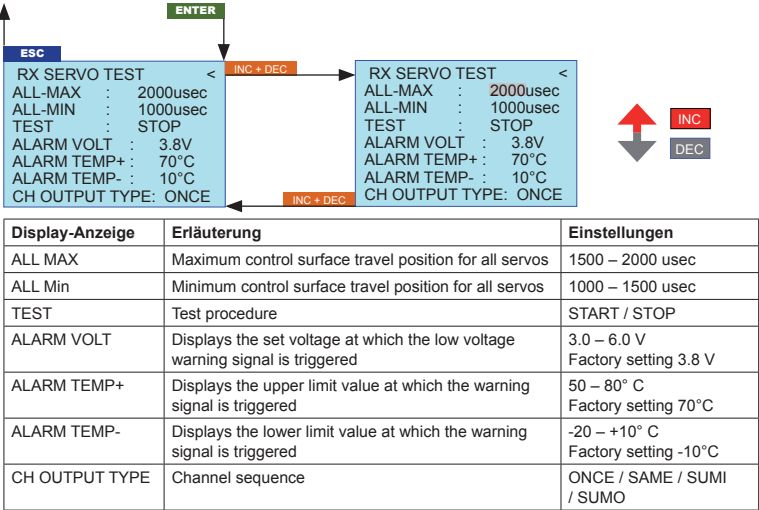 ENTER
ESC
RX SERVO TEST <
ALL-MAX : 2000usec
ALL-MIN : 1000usec
TEST : STOP
ALARM VOLT : 3.8V
ALARM TEMP+ : 70°C
ALARM TEMP- : 10°C
CH OUTPUT TYPE: ONCE
INC + DEC
RX SERVO TEST <
ALL-MAX : 2000usec
ALL-MIN : 1000usec
TEST : STOP
ALARM VOLT : 3.8V
ALARM TEMP+ : 70°C
ALARM TEMP- : 10°C
CH OUTPUT TYPE: ONCE
INC + DEC
INC
DEC
Display-Anzeige Erläuterung Einstellungen
ALL MAX Maximum control surface travel position for all servos 1500 – 2000 usec
ALL Min Minimum control surface travel position for all servos 1000 – 1500 usec
TEST Test procedure START / STOP
ALARM VOLT Displays the set voltage at which the low voltage 3.0 – 6.0 V
warning signal is triggered Factory setting 3.8 V
ALARM TEMP+ Displays the upper limit value at which the warning 50 – 80° C
signal is triggered Factory setting 70°C
ALARM TEMP- Displays the lower limit value at which the warning -20 – +10° C
signal is triggered Factory setting -10°C
CH OUTPUT TYPE Channel sequence ONCE / SAME / SUMI
/ SUMO